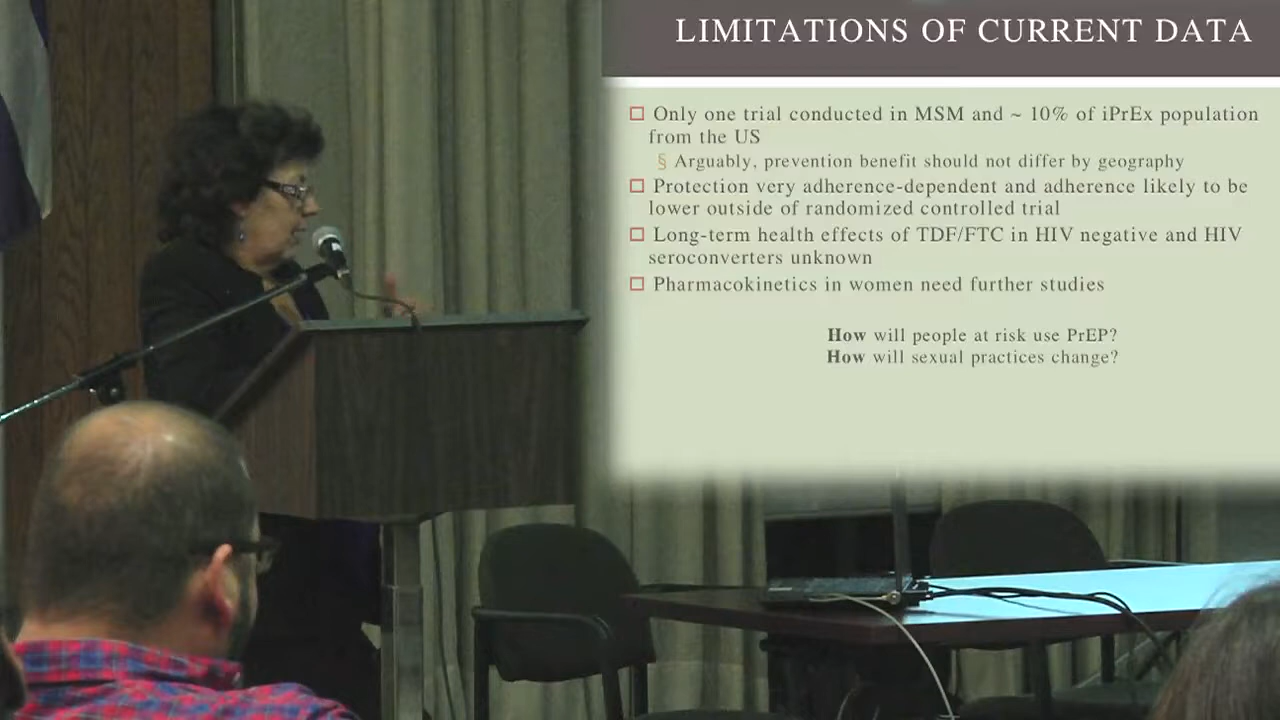 LIMITATIONS OF CURRENT DATA
□ Only one trial conducted in MSM and ~ 10% of iPrEx population
from the US
§ Arguably, prevention benefit should not differ by geography
□ Protection very adherence-dependent and adherence likely to be
lower outside of randomized controlled trial
□ Long-term health effects of TDF/FTC in HIV negative and HIV
seroconverters unknown
□ Pharmacokinetics in women need further studies
How will people at risk use PrEP?
How will sexual practices change?